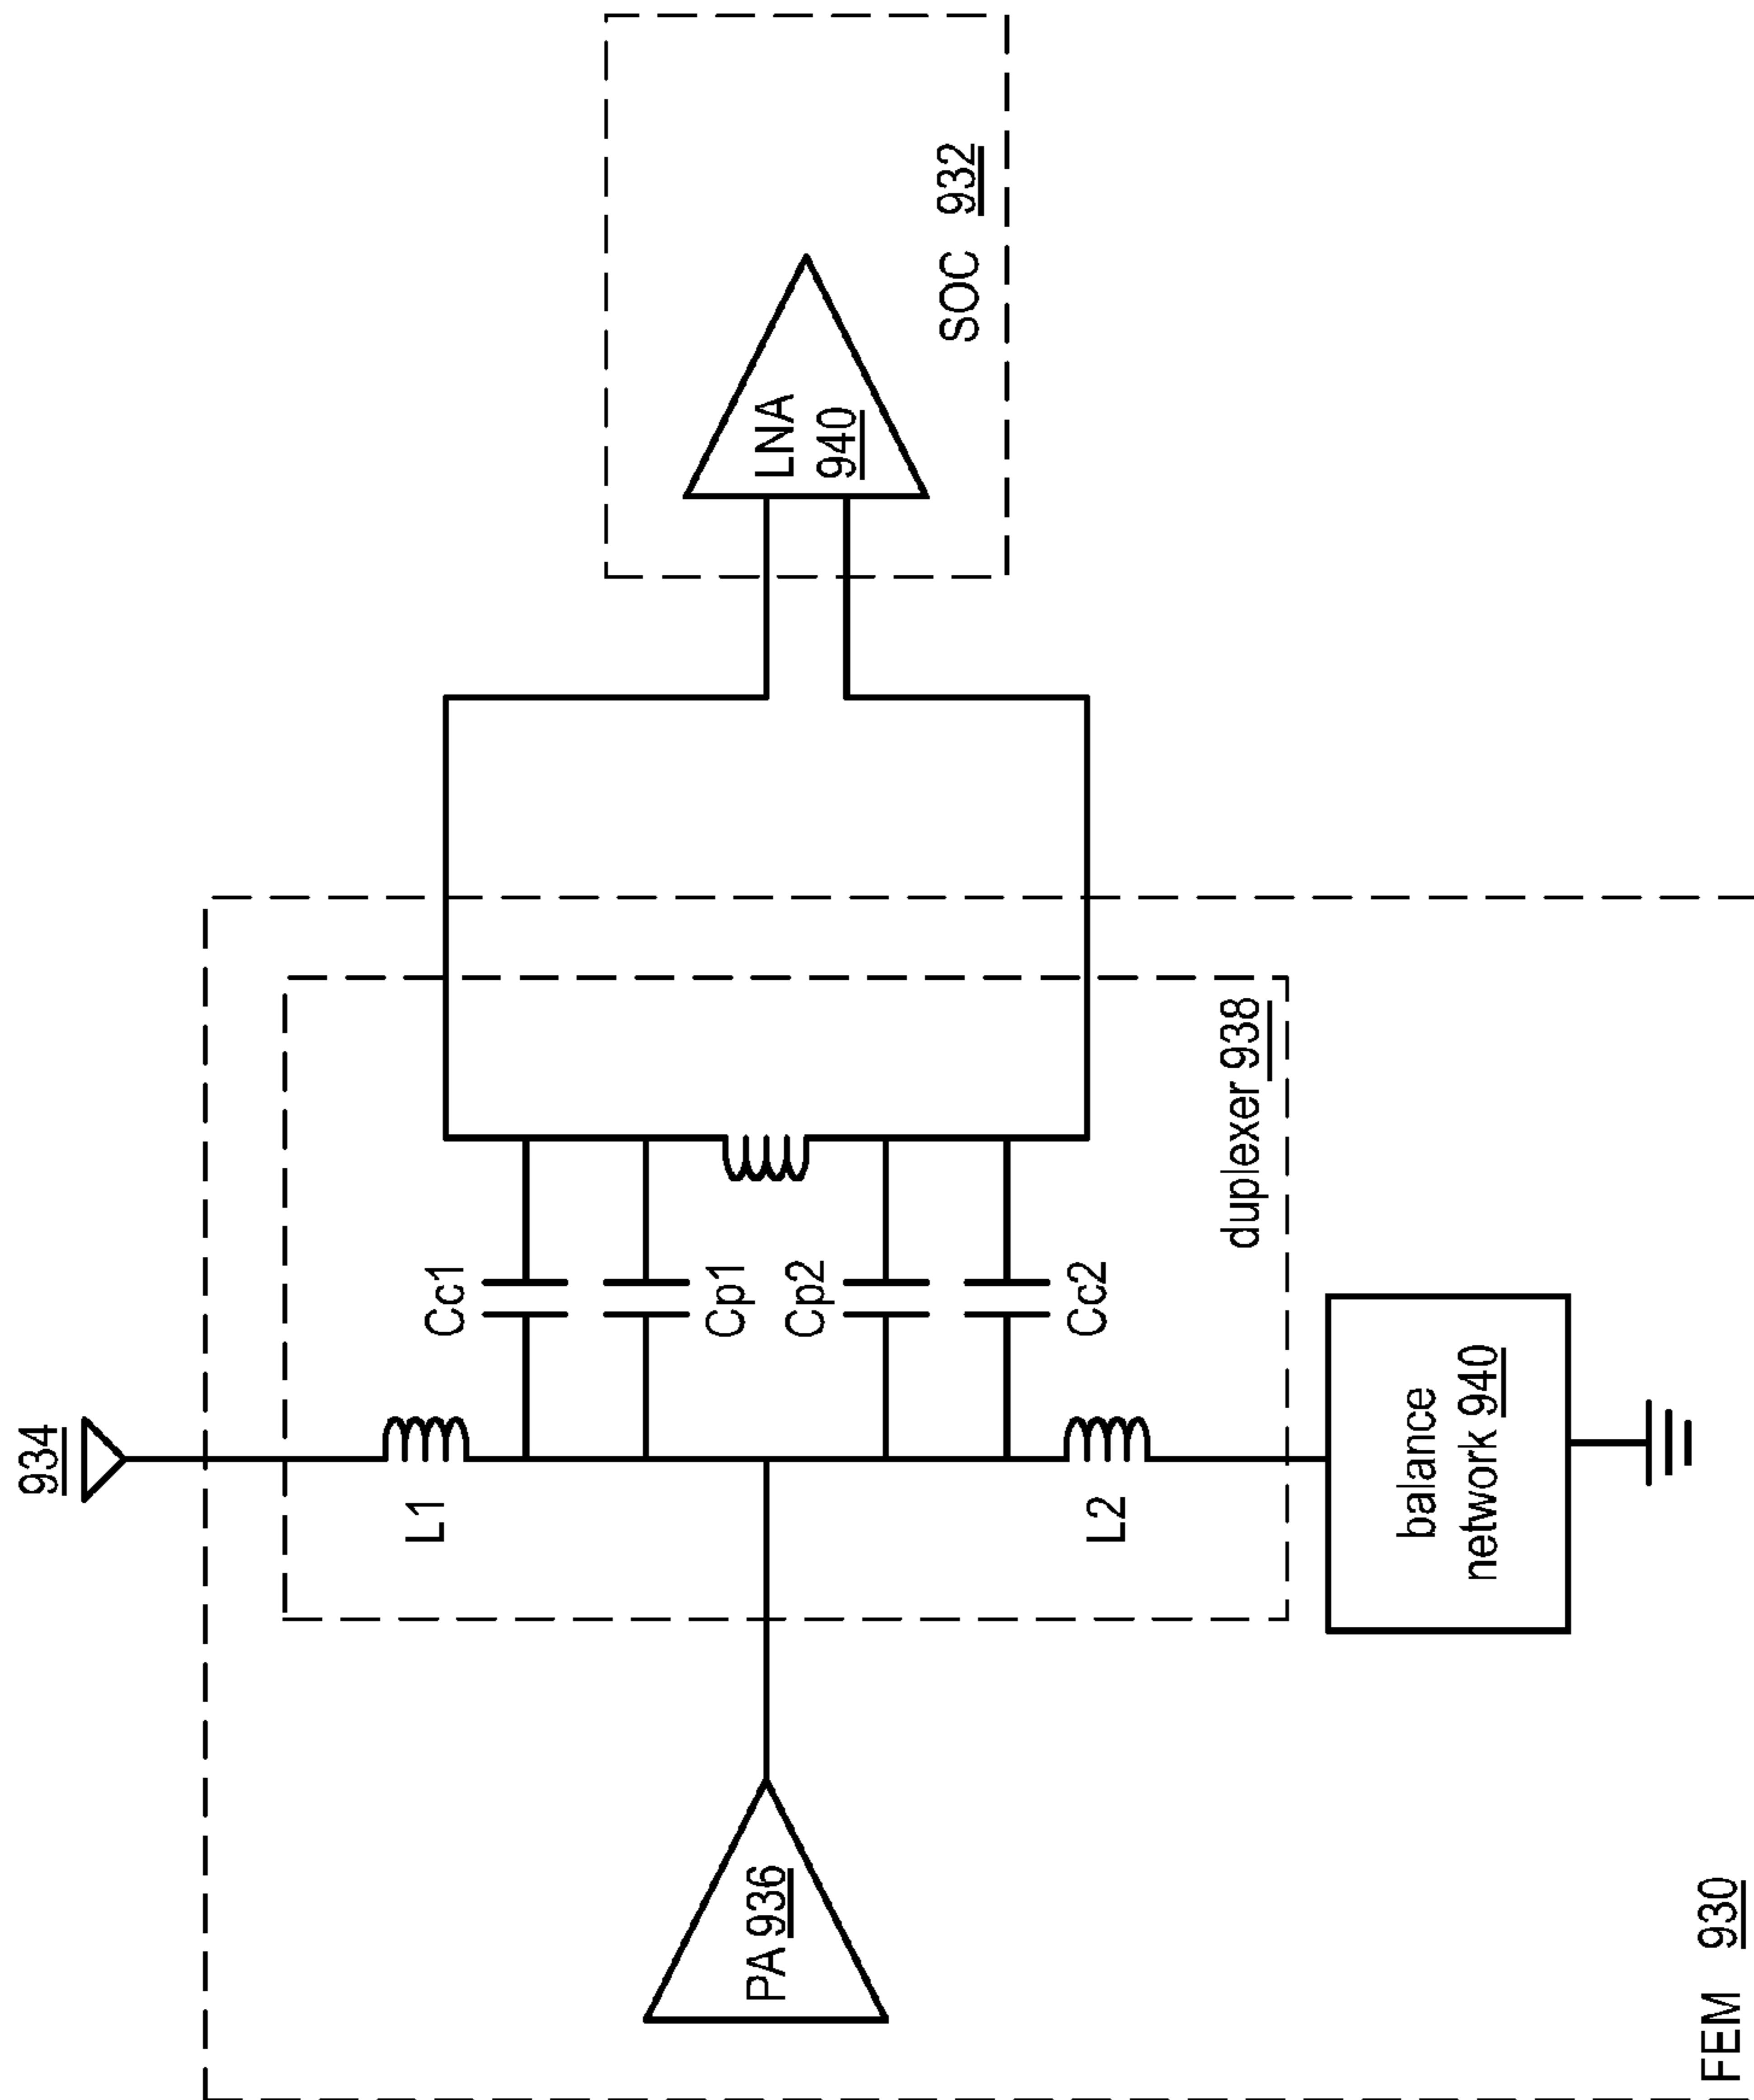 934
L1
Cc1
Cp1
Cp2
Cc2
L2
PA 936
duplexer 938
balance
network 940
FEM 930
LNA
940
SOC 932